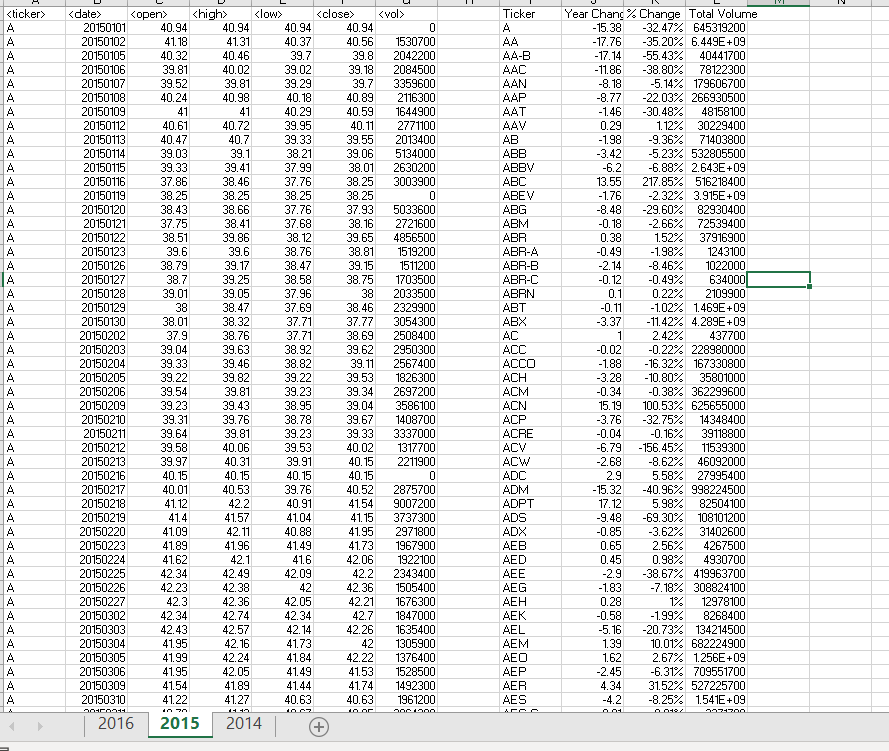 <ticker> <date> <open> <high> <low> <close> <vol> Ticker Year Chang % Change Total Volume
A 20150101 40.94 40.94 40.94 40.94 0 A -15.38 -32.47% 645319200
A 20150102 41.18 41.31 40.37 40.56 1530700 AA -17.76 -35.20% 6.449E+09
A 20150105 40.32 40.46 39.7 39.8 2042200 AA-B -17.14 -55.43% 40441700
A 20150106 39.81 40.02 39.02 39.18 2084500 AAC -11.86 -38.80% 78122300
A 20150107 39.52 39.81 39.29 39.7 3359600 AAN -8.18 -5.14% 179606700
A 20150108 40.24 40.98 40.18 40.89 2116300 AAP -8.77 -22.03% 266930500
A 20150109 41 41 40.29 40.59 1644900 AAT -1.46 -30.48% 48158100
A 20150112 40.61 40.72 39.95 40.11 2771100 AAV 0.29 1.12% 30229400
A 20150113 40.47 40.7 39.33 39.55 2013400 AB -1.98 -9.36% 71403800
A 20150114 39.03 39.1 38.21 39.06 5134000 ABB -3.42 -5.23% 532805500
A 20150115 39.33 39.41 37.99 38.01 2630200 ABBV -6.2 -6.88% 2.643E+09
A 20150116 37.86 38.46 37.76 38.25 3003900 ABC 13.55 217.85% 516218400
A 20150119 38.25 38.25 38.25 38.25 0 ABEV -1.76 -2.32% 3.915E+09
A 20150120 38.43 38.66 37.76 37.93 5033600 ABG -8.48 -29.60% 82930400
A 20150121 37.75 38.41 37.68 38.16 2721600 ABM -0.18 -2.66% 72539400
A 20150122 38.51 39.86 38.12 39.65 4856500 ABR 0.38 1.52% 37916900
A 20150123 39.6 39.6 38.76 38.81 1519200 ABR-A -0.49 -1.98% 1243100
A 20150126 38.79 39.17 38.47 39.15 1511200 ABR-B -2.14 -8.46% 1022000
A 20150127 38.7 39.25 38.58 38.75 1703500 ABR-C -0.12 -0.49% 634000
A 20150128 39.01 39.05 37.96 38 2033500 ABRN 0.1 0.22% 2109900
A 20150129 38 38.47 37.69 38.46 2329900 ABT -0.11 -1.02% 1.469E+09
A 20150130 38.01 38.32 37.71 37.77 3054300 ABX -3.37 -11.42% 4.289E+09
A 20150202 37.9 38.76 37.71 38.69 2508400 AC 1 2.42% 437700
A 20150203 39.04 39.63 38.92 39.62 2950300 ACC -0.02 -0.22% 228980000
A 20150204 39.33 39.46 38.82 39.11 2567400 ACCO -1.88 -16.32% 167330800
A 20150205 39.22 39.82 39.22 39.53 1826300 ACH -3.28 -10.80% 35801000
A 20150206 39.54 39.81 39.23 39.34 2697200 ACM -0.34 -0.38% 362299600
A 20150209 39.23 39.43 38.95 39.04 3586100 ACN 15.19 100.53% 625655000
A 20150210 39.31 39.76 38.78 39.67 1408700 ACP -3.76 -32.75% 14348400
A 20150211 39.64 39.81 39.23 39.33 3337000 ACRE -0.04 -0.16% 39118800
A 20150212 39.58 40.06 39.53 40.02 1317700 ACV -6.79 -156.45% 11539300
A 20150213 39.97 40.31 39.91 40.15 2211900 ACW -2.68 -8.62% 46092000
A 20150216 40.15 40.15 40.15 40.15 0 ADC 2.9 5.58% 27995400
A 20150217 40.01 40.53 39.76 40.52 2875700 ADM -15.32 -40.96% 998224500
A 20150218 41.12 42.2 40.91 41.54 9007200 ADPT 17.12 5.98% 82504100
A 20150219 41.4 41.57 41.04 41.15 3737300 ADS -9.48 -69.30% 108101200
A 20150220 41.09 42.11 40.88 41.95 2971800 ADX -0.85 -3.62% 31402600
A 20150223 41.89 41.96 41.49 41.73 1967900 AEB 0.65 2.56% 4267500
A 20150224 41.62 42.1 41.6 42.06 1922100 AED 0.45 0.98% 4930700
A 20150225 42.34 42.49 42.09 42.2 2343400 AEE -2.9 -38.67% 419963700
A 20150226 42.23 42.38 42 42.36 1505400 AEG -1.83 -7.18% 308824100
A 20150227 42.3 42.36 42.05 42.21 1676300 AEH 0.28 1% 12978100
A 20150302 42.34 42.74 42.34 42.7 1847000 AEK -0.58 -1.99% 8268400
A 20150303 42.43 42.57 42.14 42.26 1635400 AEL -5.16 -20.73% 134214500
A 20150304 41.95 42.16 41.73 42 1305900 AEM 1.39 10.01% 682224900
A 20150305 41.99 42.24 41.84 42.22 1376400 AEO 1.62 2.67% 1.256E+09
A 20150306 41.95 42.05 41.49 41.53 1528500 AEP -2.45 -6.31% 709551700
A 20150309 41.54 41.89 41.44 41.74 1492300 AER 4.34 31.52% 527225700
A 20150310 41.22 41.27 40.63 40.63 1961200 AES -4.2 -8.25% 1.541E+09
2016 2015 2014